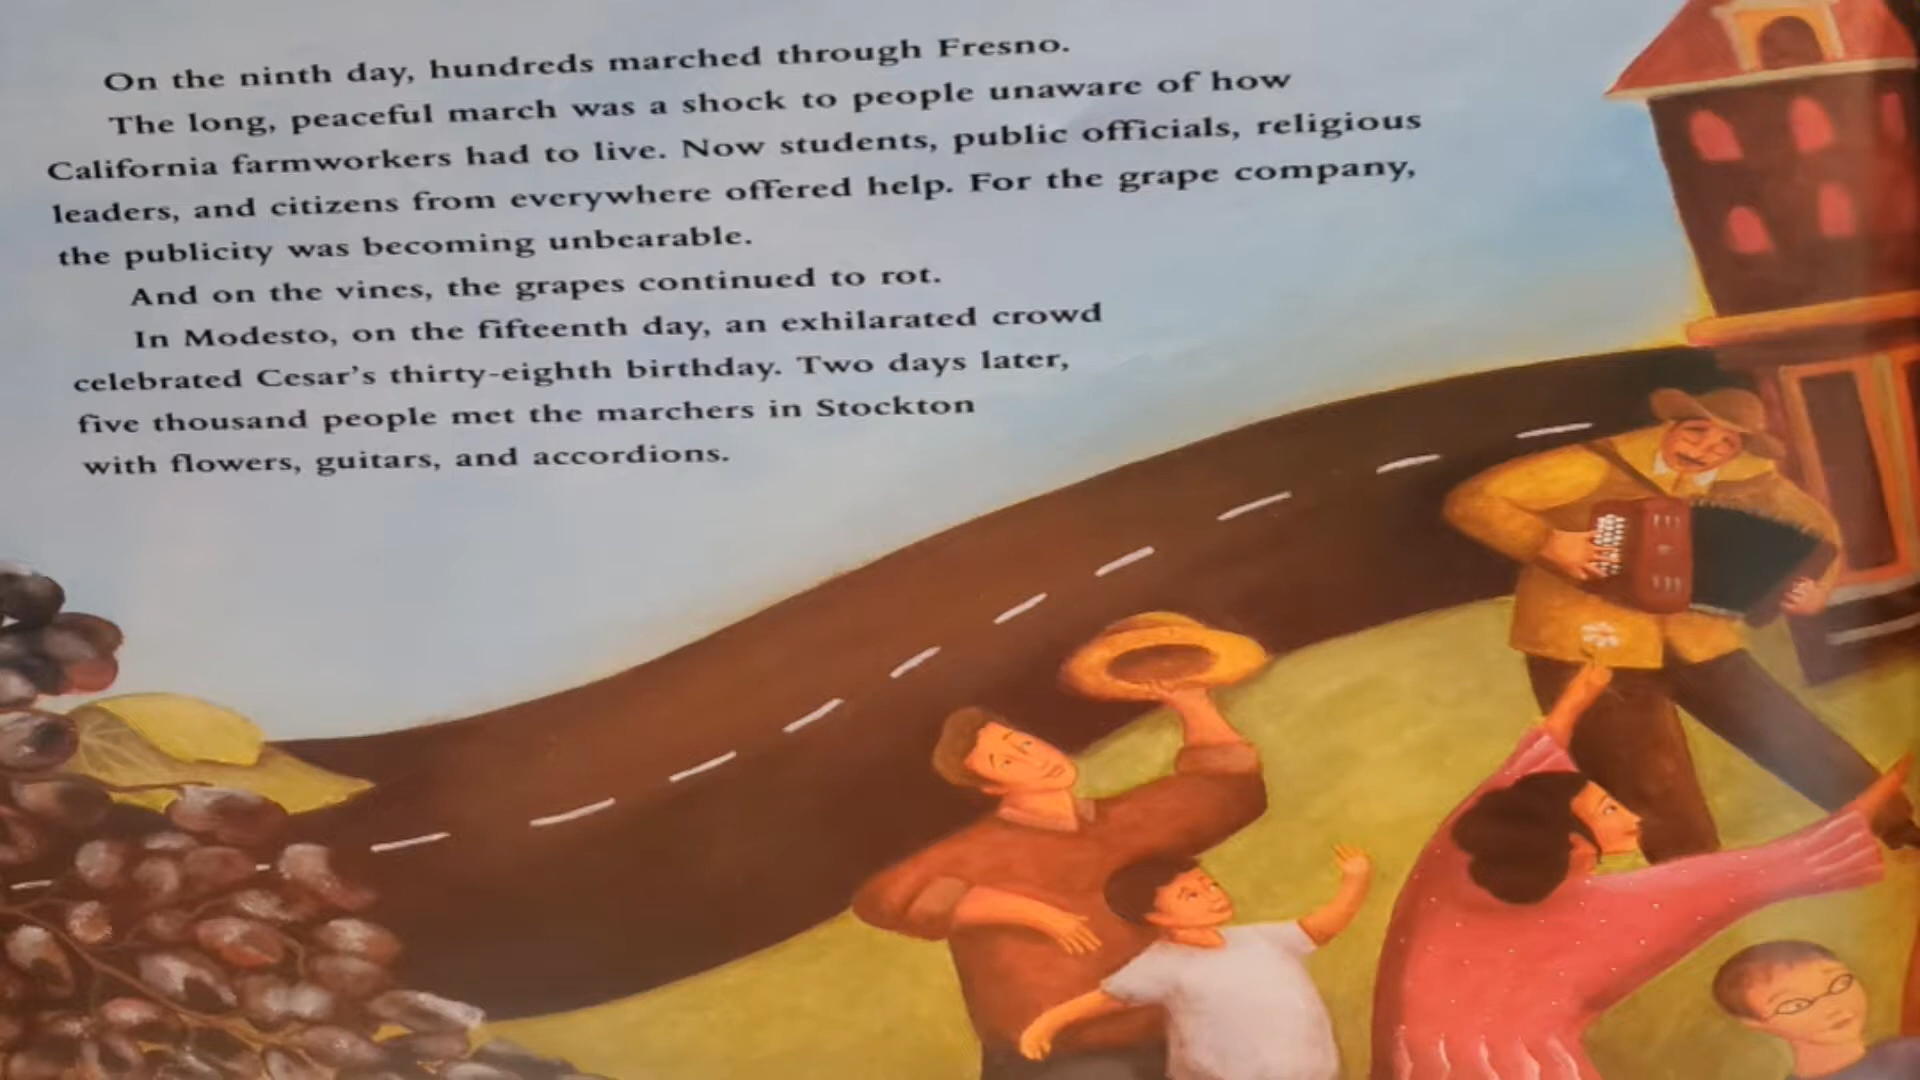 On the ninth day, hundreds marched through Fresno.
The long, peaceful march was a shock to people unaware of how
California farmworkers had to live. Now students, public officials, religious
leaders, and citizens from everywhere offered help. For the grape company,
the publicity was becoming unbearable.
And on the vines, the grapes continued to rot.
In Modesto, on the fifteenth day, an exhilarated crowd
celebrated Cesar's thirty-eighth birthday. Two days later,
five thousand people met the marchers in Stockton
with flowers, guitars, and accordions.